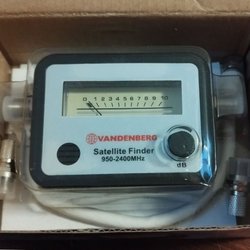 0 1 2 3 4 5 6 7 8 9 10
VANDENBERG
Satellite Finder
950-2400MHz
dB